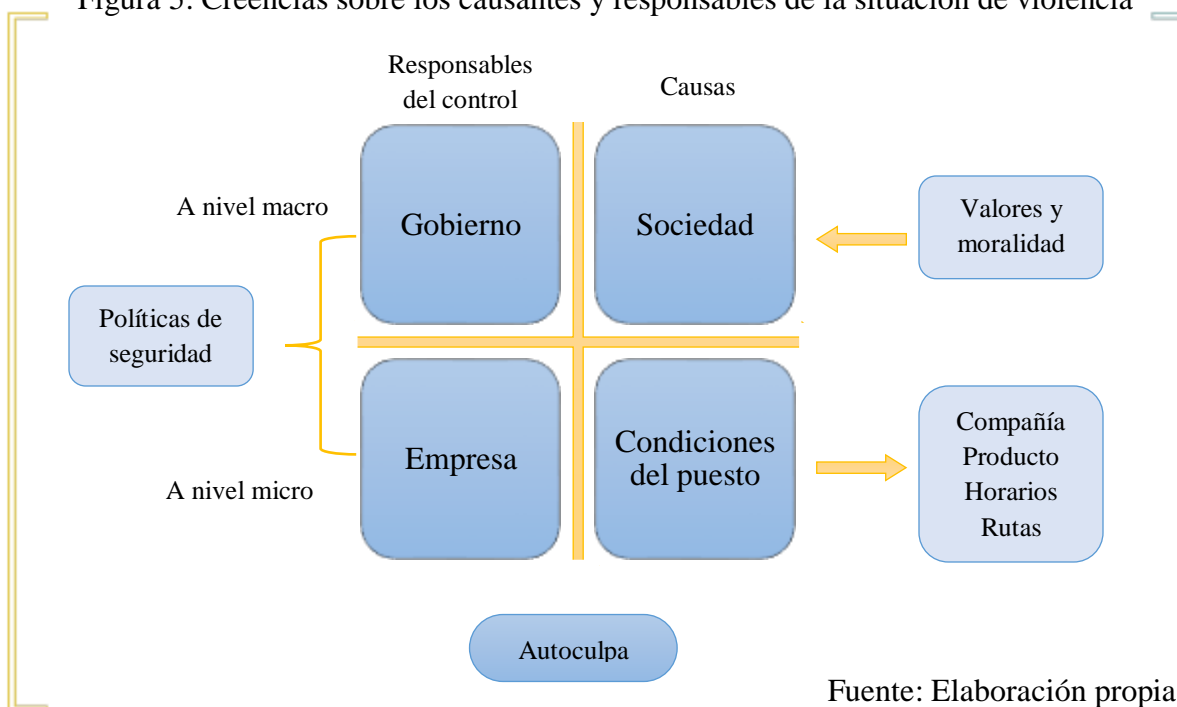 Figura 5. Creencias sobre los causantes y responsables de la situación de violencia
Responsables
del control
Causas
A nivel macro
Gobierno
Sociedad
Valores y
moralidad
Políticas de
seguridad
A nivel micro
Empresa
Condiciones
del puesto
Compañía
Producto
Horarios
Rutas
Autoculpa
Fuente: Elaboración propia